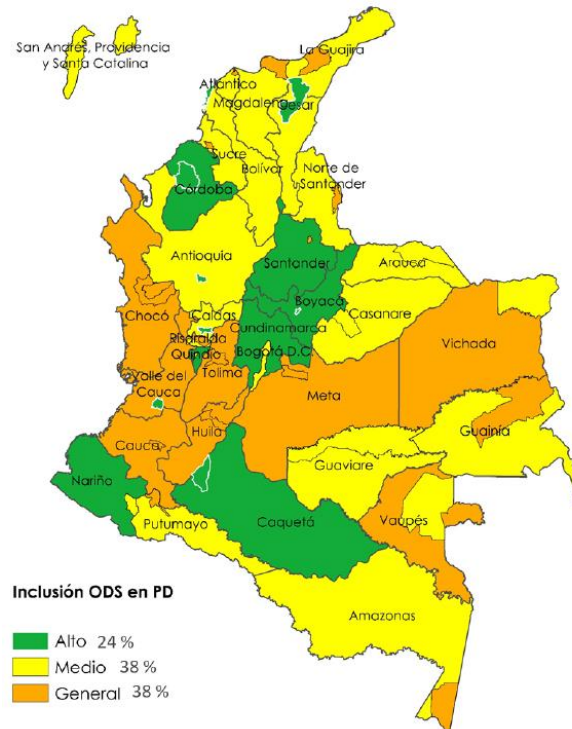 San Andrés, Providencia
y Santa Catalina
La Guajira
Atlántico
Magdalena
Cesar
Sucre
Bolívar
Norte de
Santander
Córdoba
Antioquia
Santander
Arauca
Boyacá
Chocó
Caldas
Casanare
Cundinamarca
Risaralda
Vichada
Quindio
Bogotá D.C.
Valle del
Cauca
Tolima
Meta
Guainía
Cauca
Huila
Guaviare
Nariño
Vaupés
Putumayo
Caquetá
Inclusión ODS en PD
Amazonas
Alto 24 %
Medio 38 %
General 38 %